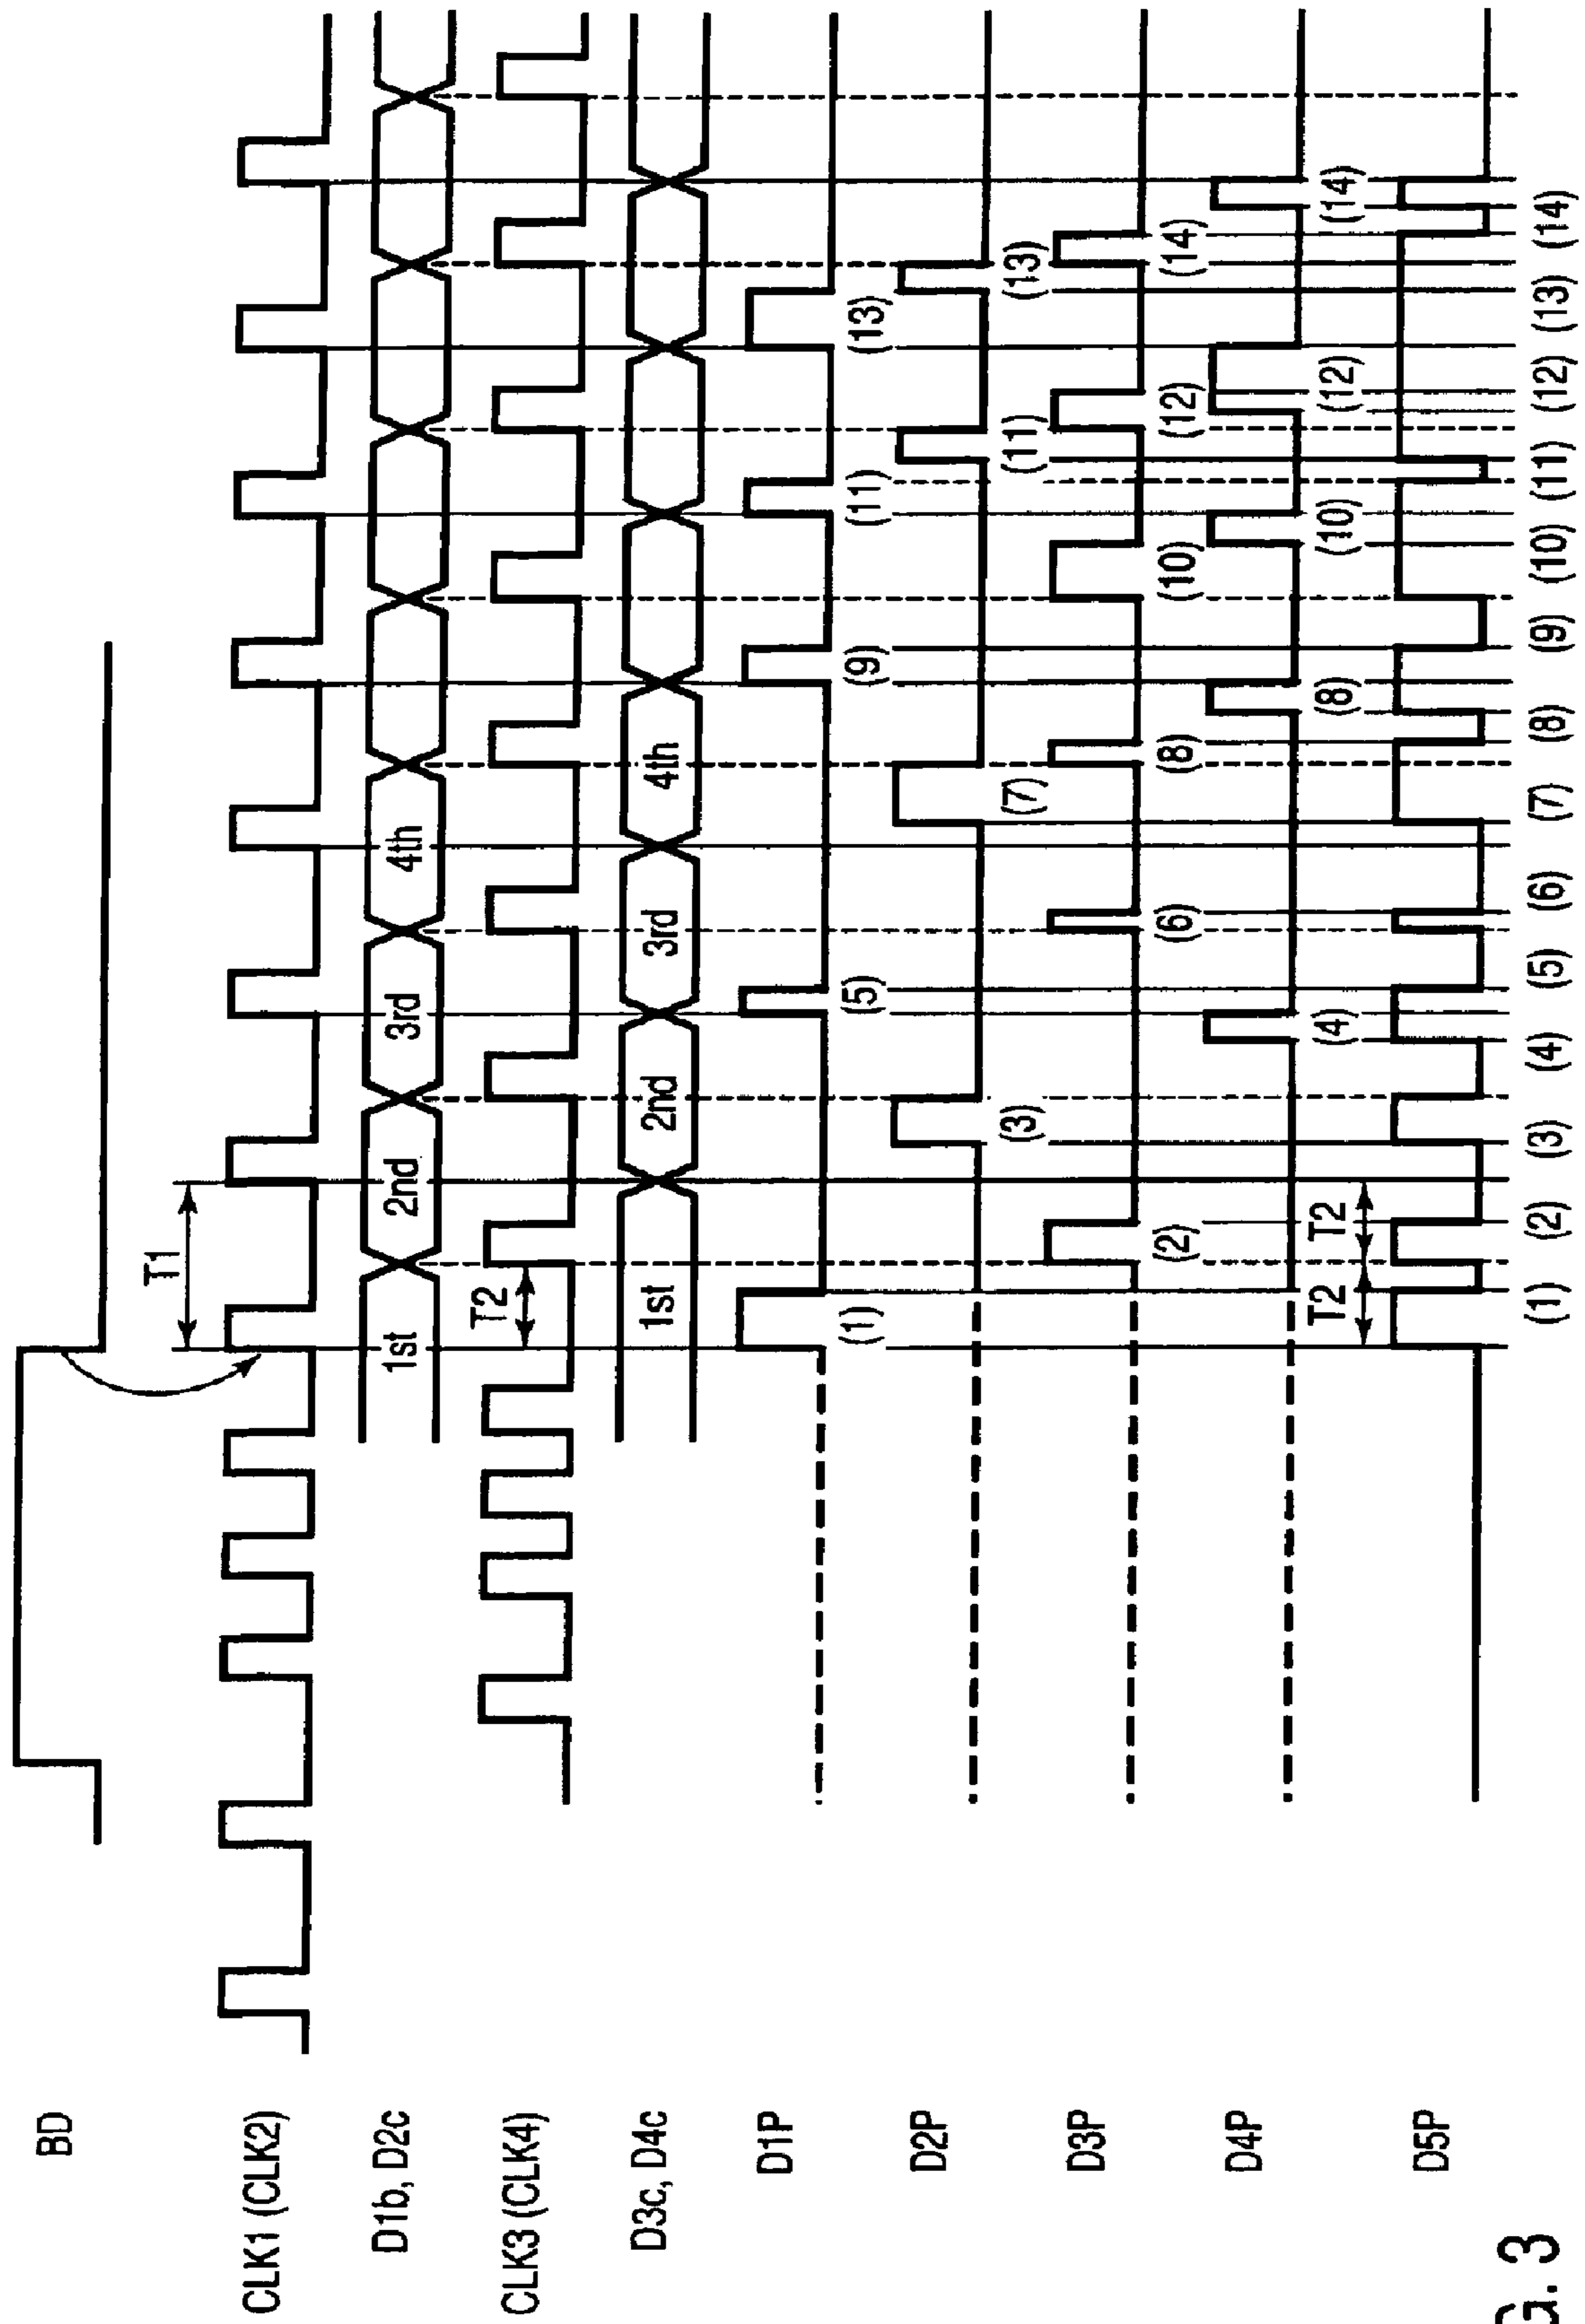 BD
T1
CLK1 (CLK2)
D1b, D2c 1st 2nd 3rd 4th
CLK3 (CLK4) T2
D3c, D4c 1st 2nd 3rd 4th
D1P
(1) (5) (9) (11) (13)
D2P
(3) (7) (11) (13)
D3P
(2) (6) (8) (10) (12) (14)
D4P
(4) (8) (10) (12) (14)
T2 T2
D5P
(1) (2) (3) (4) (5) (6) (7) (8) (9) (10) (11) (12) (13) (14)
G. 3